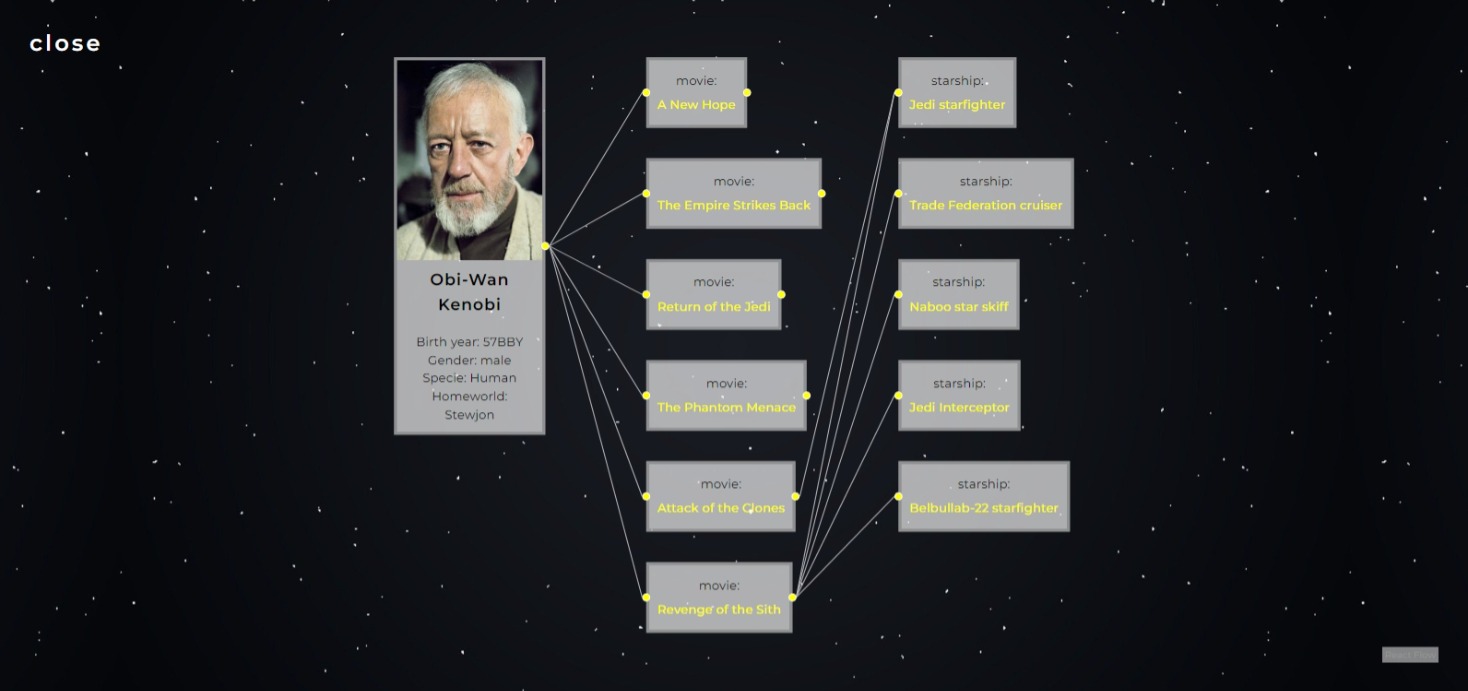 close
Obi-Wan
Kenobi
Birth year: 57BBY
Gender: male
Specie: Human
Homeworld:
Stewjon
movie:
A New Hope
movie:
The Empire Strikes Back
movie:
Return of the Jedi
movie:
The Phantom Menace
movie:
Attack of the Clones
movie:
Revenge of the Sith
starship:
Jedi starfighter
starship:
Trade Federation cruiser
starship:
Naboo star skiff
starship:
Jedi Interceptor
starship:
Belbullab-22 starfighter
React Flow